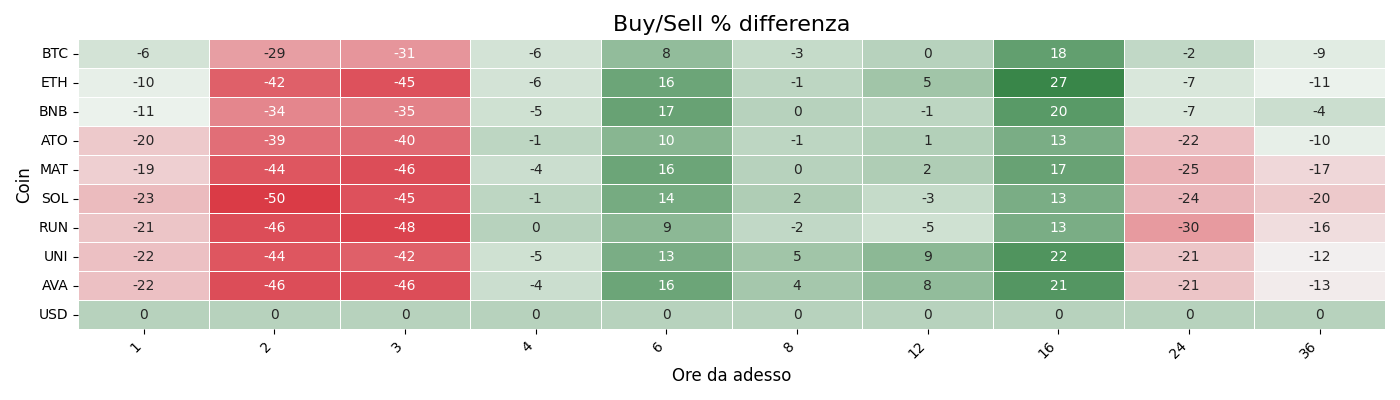 Buy/Sell % differenza
Coin
BTC -6 -29 -31 -6 8 -3 0 18 -2 -9
ETH -10 -42 -45 -6 16 -1 5 27 -7 -11
BNB -11 -34 -35 -5 17 0 -1 20 -7 -4
ATO -20 -39 -40 -1 10 -1 1 13 -22 -10
MAT -19 -44 -46 -4 16 0 2 17 -25 -17
SOL -23 -50 -45 -1 14 2 -3 13 -24 -20
RUN -21 -46 -48 0 9 -2 -5 13 -30 -16
UNI -22 -44 -42 -5 13 5 9 22 -21 -12
AVA -22 -46 -46 -4 16 4 8 21 -21 -13
USD 0 0 0 0 0 0 0 0 0 0
1 2 3 4 6 8 12 16 24 36
Ore da adesso